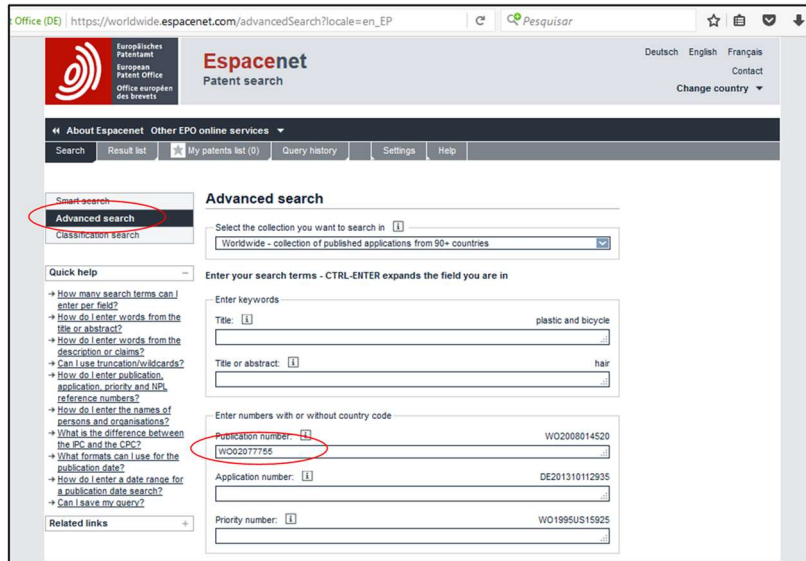 t Office (DE) https://worldwide.espacenet.com/advancedSearch?locale=en_EP Pesquisar
Europäisches
Patentamt
European
Patent Office
Office européen
des brevets
Espacenet
Patent search
Deutsch English Français
Contact
Change country
About Espacenet Other EPO online services
Search Result list My patents list (0) Query history Settings Help
Smart search
Advanced search
Classification search
Quick help
How many search terms can I
enter per field?
How do I enter words from the
title or abstract?
How do I enter words from the
description or claims?
Can I use truncation/wildcards?
How do I enter publication,
application, priority and NPL
reference numbers?
How do I enter the names of
persons and organisations?
What is the difference between
the IPC and the CPC?
What formats can I use for the
publication date?
How do I enter a date range for
a publication date search?
Can I save my query?
Related links
Advanced search
Select the collection you want to search in
Worldwide - collection of published applications from 90+ countries
Enter your search terms - CTRL-ENTER expands the field you are in
Enter keywords
Title: plastic and bicycle
Title or abstract: hair
Enter numbers with or without country code
Publication number: WO2008014520
WO02077755
Application number: DE201310112935
Priority number: WO1995US15925